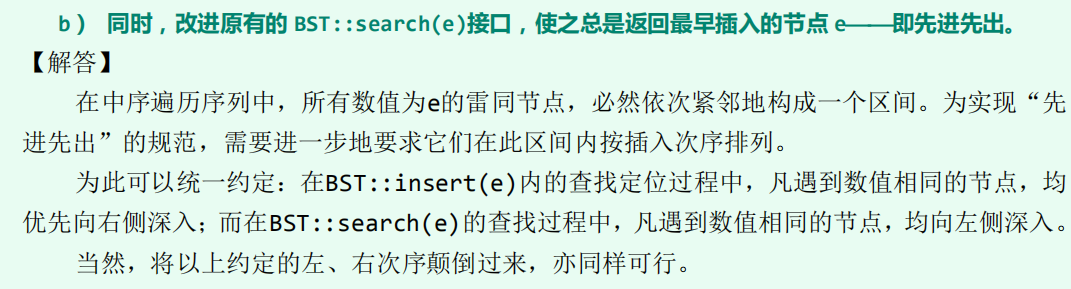 b） 同时，改进原有的 BST::search(e)接口，使之总是返回最早插入的节点 e——即先进先出。
【解答】
在中序遍历序列中，所有数值为e的雷同节点，必然依次紧邻地构成一个区间。为实现“先
进先出”的规范，需要进一步地要求它们在此区间内按插入次序排列。
为此可以统一约定：在BST::insert(e)内的查找定位过程中，凡遇到数值相同的节点，均
优先向右侧深入；而在BST::search(e)的查找过程中，凡遇到数值相同的节点，均向左侧深入。
当然，将以上约定的左、右次序颠倒过来，亦同样可行。